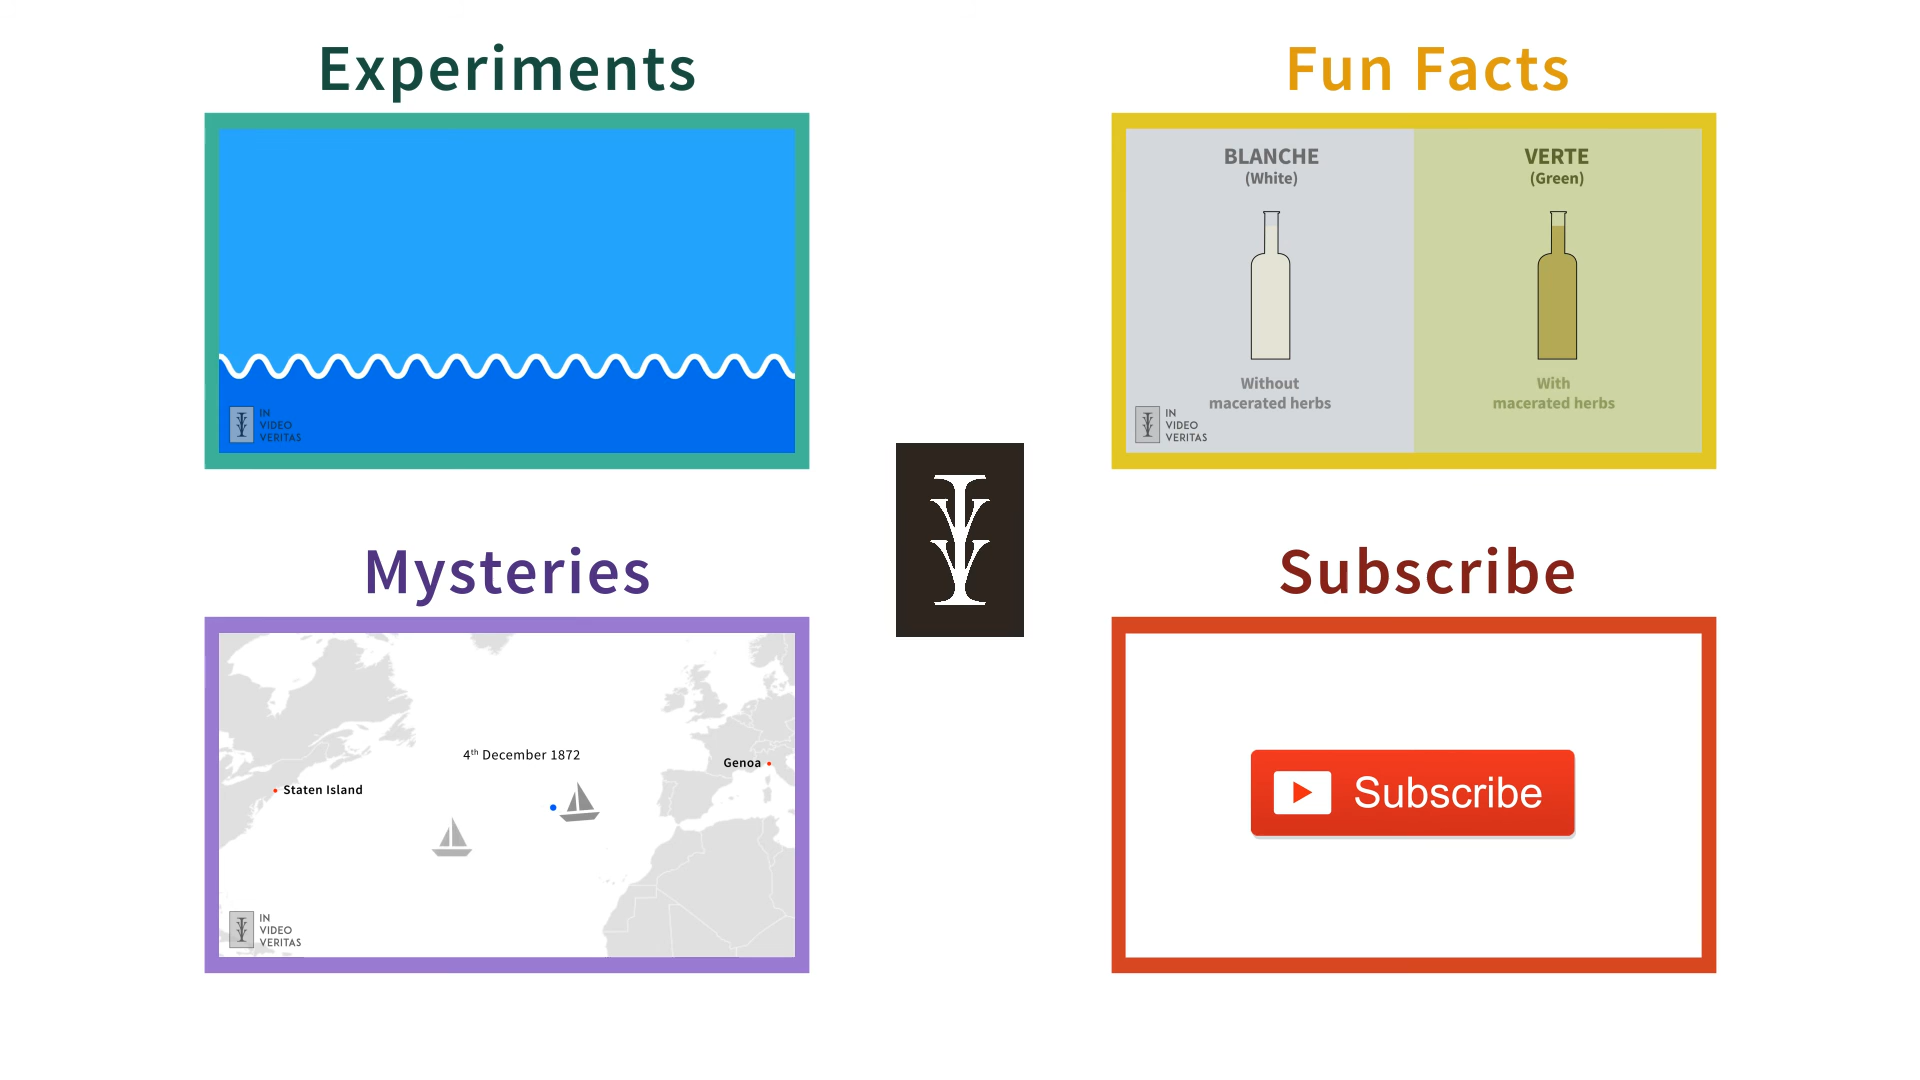 Experiments
IN
VIDEO
VERITAS
Fun Facts
BLANCHE
(White)
Without
macerated herbs
VERTE
(Green)
With
macerated herbs
IN
VIDEO
VERITAS
Mysteries
4th December 1872
Genoa
Staten Island
IN
VIDEO
VERITAS
Subscribe
Subscribe